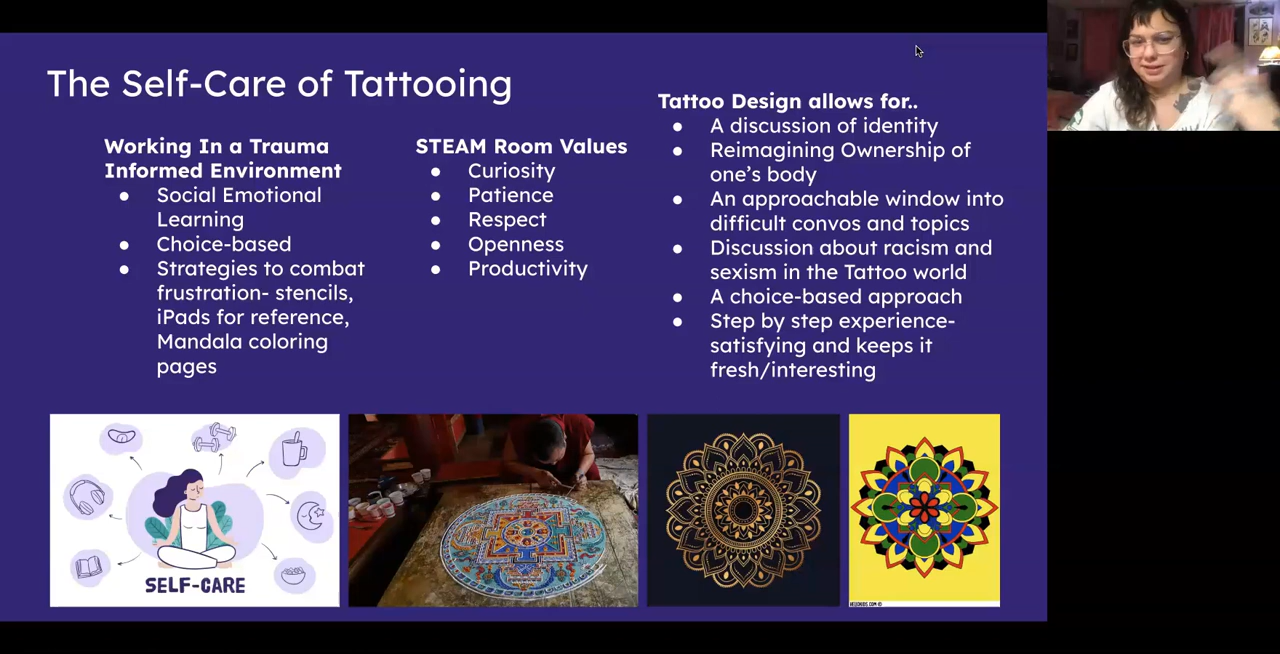 The Self-Care of Tattooing
Working In a Trauma
Informed Environment
● Social Emotional
Learning
● Choice-based
● Strategies to combat
frustration- stencils,
iPads for reference,
Mandala coloring
pages
STEAM Room Values
● Curiosity
● Patience
● Respect
● Openness
● Productivity
Tattoo Design allows for..
● A discussion of identity
● Reimagining Ownership of
one’s body
● An approachable window into
difficult convos and topics
● Discussion about racism and
sexism in the Tattoo world
● A choice-based approach
● Step by step experience-
satisfying and keeps it
fresh/interesting
SELF-CARE
HELLOKIDS.COM ©